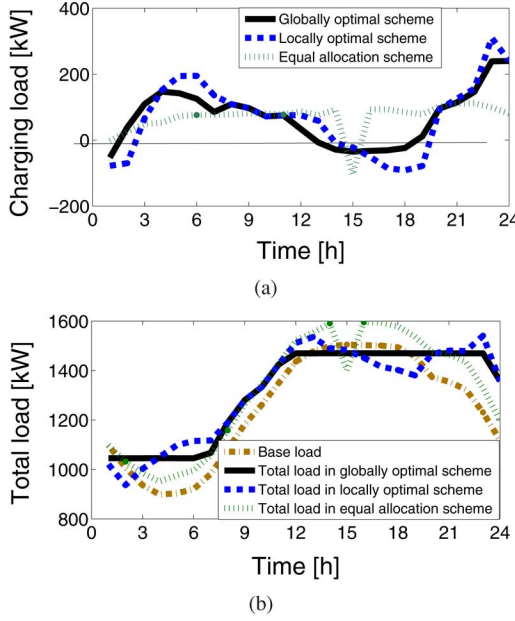 Charging load [kW]
400
200
0
−200
Globally optimal scheme
Locally optimal scheme
Equal allocation scheme
0 3 6 9 12 15 18 21 24
Time [h]
(a)
Total load [kW]
1600
1400
1200
1000
800
Base load
Total load in globally optimal scheme
Total load in locally optimal scheme
Total load in equal allocation scheme
0 3 6 9 12 15 18 21 24
Time [h]
(b)